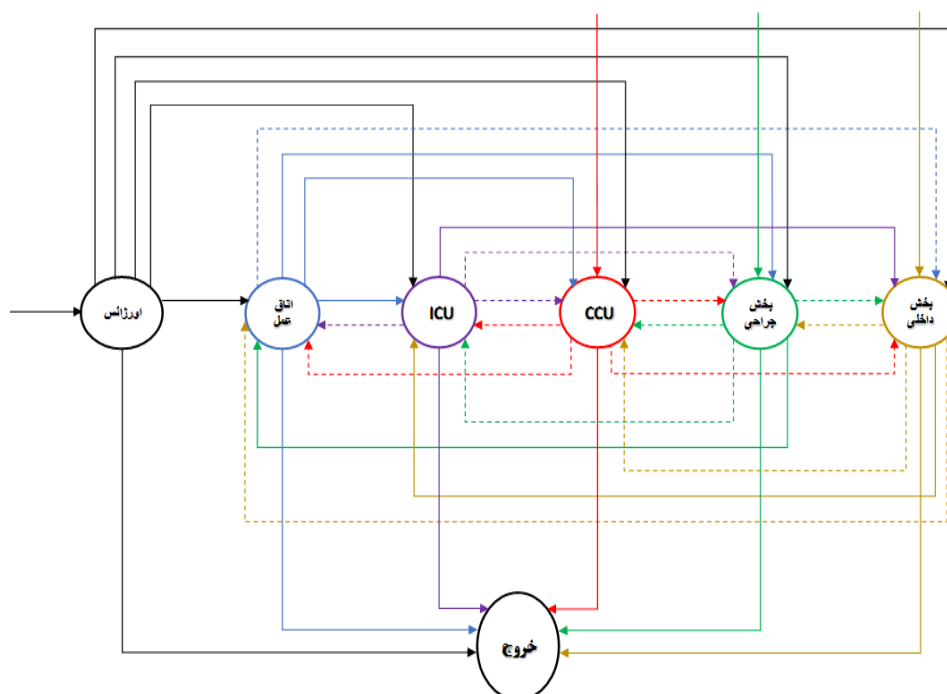 اورژانس
اتاق
عمل
ICU
CCU
بخش
جراحی
بخش
داخلی
خروج